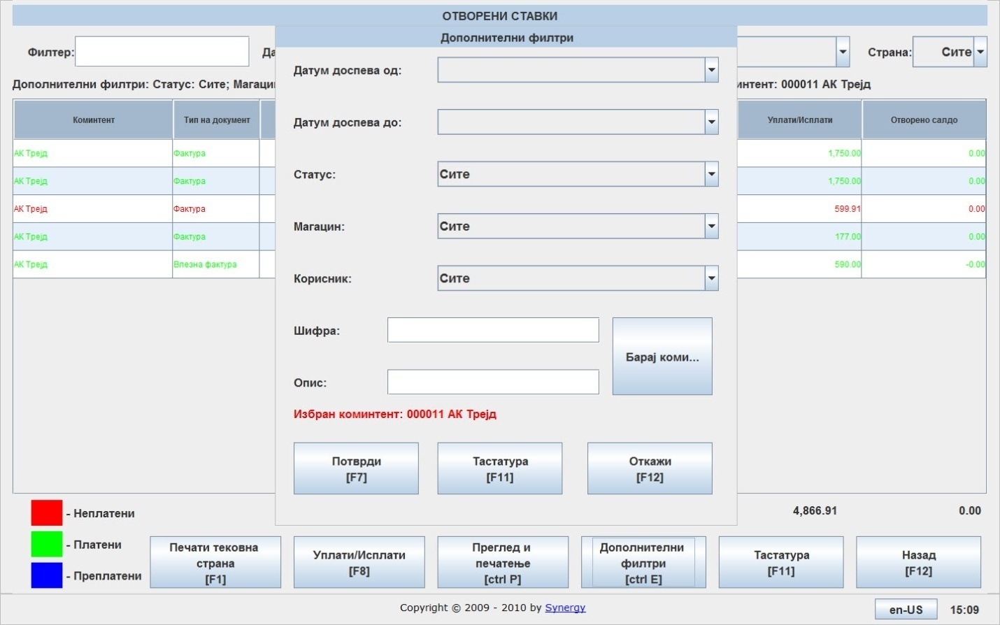 ОТВОРЕНИ СТАВКИ
Дополнителни филтри
Филтер:
Страна: Сите
Дополнителни филтри: Статус: Сите;
000011 АК Трејд
Коминтент Тип на документ Уплати/Исплати Отворено салдо
АК Трејд Фактура 1,750.00 0.00
АК Трејд Фактура 1,750.00 0.00
АК Трејд Фактура 599.91 0.00
АК Трејд Фактура 177.00 0.00
АК Трејд Влезна фактура 590.00 -0.00
Датум доспева од:
Датум доспева до:
Статус: Сите
Магацин: Сите
Корисник: Сите
Шифра:
Барај коми...
Опис:
Избран коминтент: 000011 АК Трејд
Потврди
[F7]
Тастатура
[F11]
Откажи
[F12]
4,866.91 0.00
- Неплатени
- Платени
- Преплатени
Печати тековна
страна
[F1]
Уплати/Исплати
[F8]
Преглед и
печатење
[ctrl P]
Дополнителни
филтри
[ctrl E]
Тастатура
[F11]
Назад
[F12]
Copyright © 2009 - 2010 by Synergy
en-US 15:09